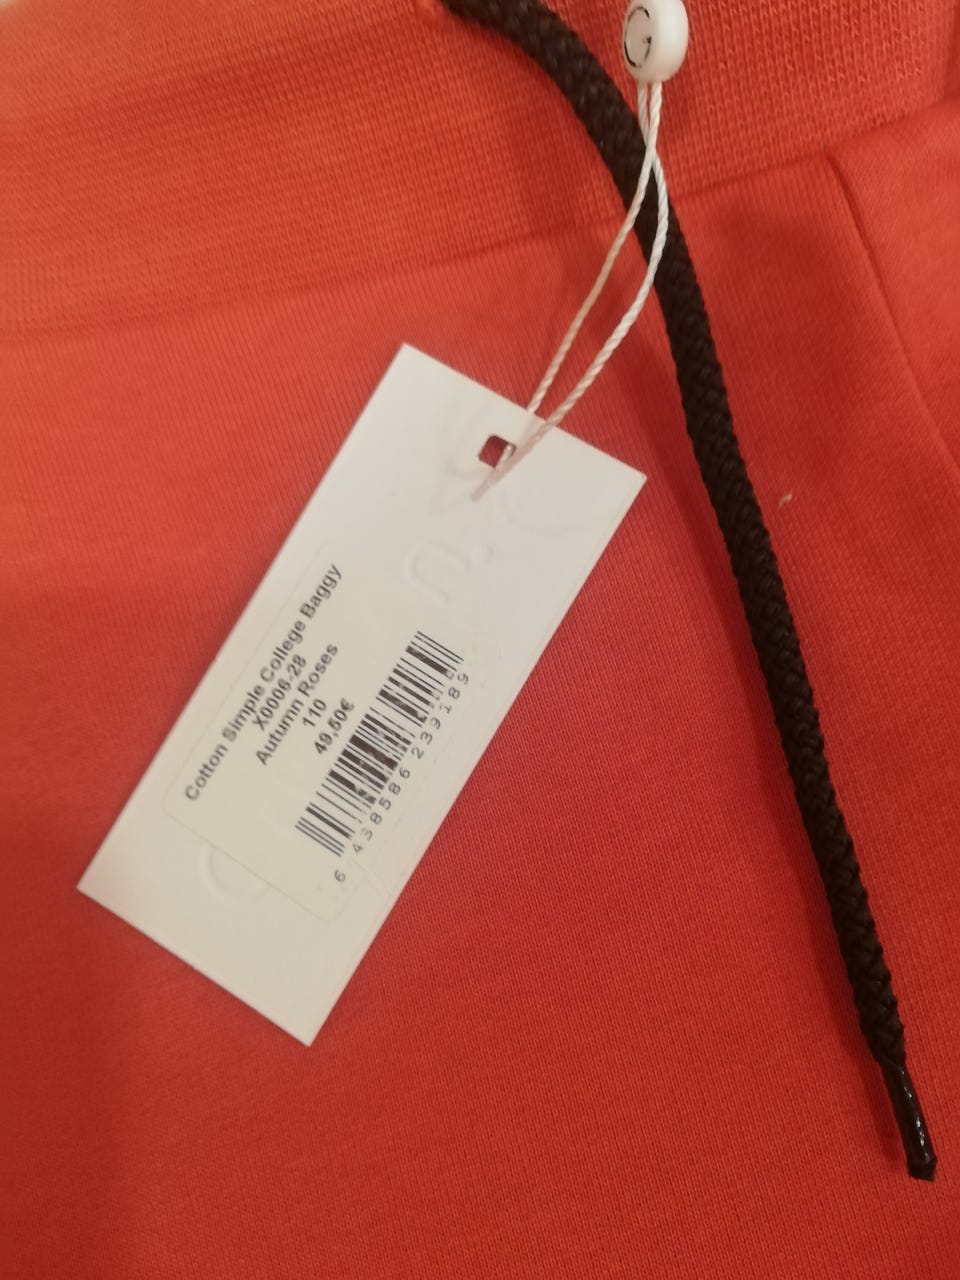 Cotton Simple College Baggy
X0006-28
Autumn Roses
110
49,50€
6 438586 239189